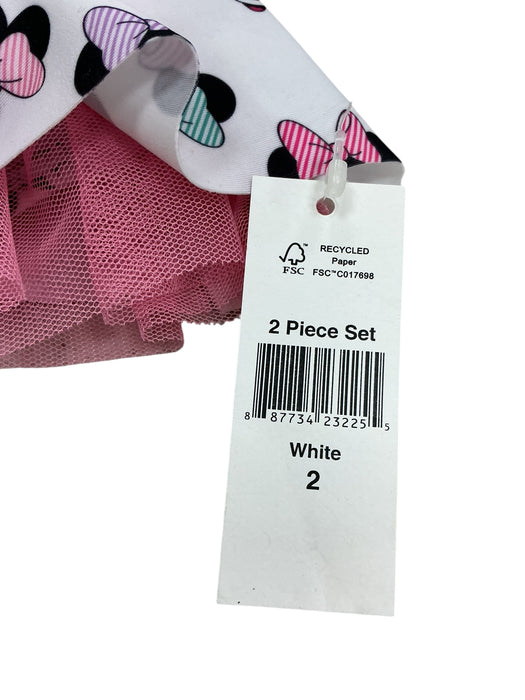 RECYCLED
Paper
FSC™C017698
FSC
2 Piece Set
8 87734 23225 5
White
2